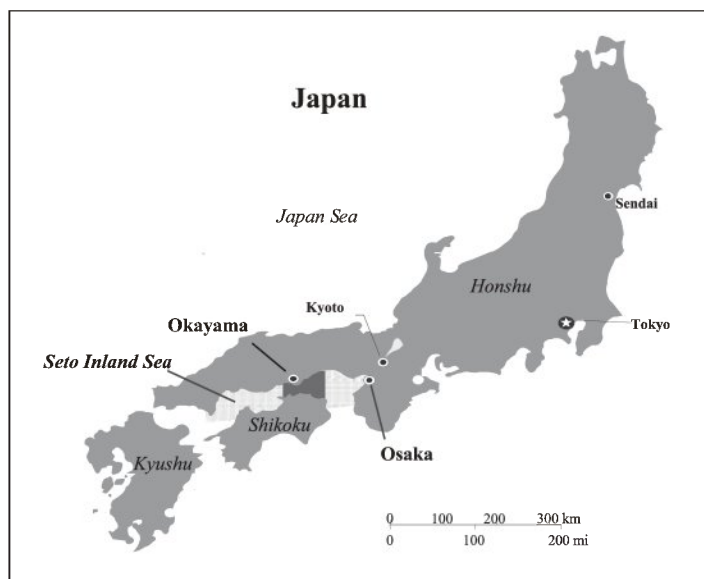 Japan
Sendai
Japan Sea
Honshu
Kyoto
Okayama
Tokyo
Seto Inland Sea
Shikoku
Osaka
Kyushu
0 100 200 300 km
0 100 200 mi